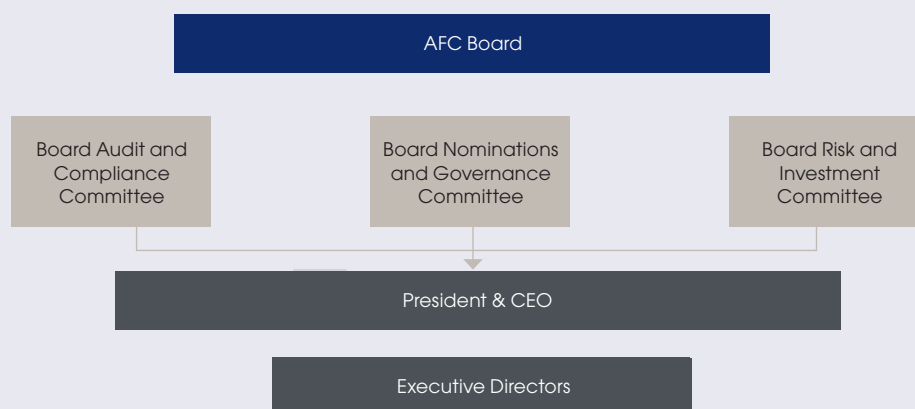 AFC Board
Board Audit and
Compliance
Committee
Board Nominations
and Governance
Committee
Board Risk and
Investment
Committee
President & CEO
Executive Directors